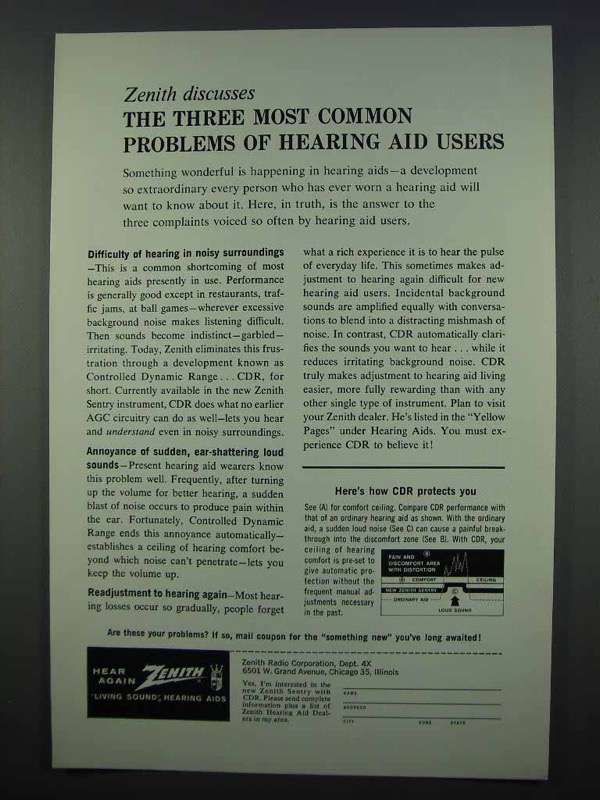 Zenith discusses
THE THREE MOST COMMON
PROBLEMS OF HEARING AID USERS
Something wonderful is happening in hearing aids—a development
so extraordinary every person who has ever worn a hearing aid will
want to know about it. Here, in truth, is the answer to the
three complaints voiced so often by hearing aid users.
Difficulty of hearing in noisy surroundings
—This is a common shortcoming of most
hearing aids presently in use. Performance
is generally good except in restaurants, traf-
fic jams, at ball games—wherever excessive
background noise makes listening difficult.
Then sounds become indistinct—garbled—
irritating. Today, Zenith eliminates this frus-
tration through a development known as
Controlled Dynamic Range . . . CDR, for
short. Currently available in the new Zenith
Sentry instrument, CDR does what no earlier
AGC circuitry can do as well—lets you hear
and understand even in noisy surroundings.
Annoyance of sudden, ear-shattering loud
sounds—Present hearing aid wearers know
this problem well. Frequently, after turning
up the volume for better hearing, a sudden
blast of noise occurs to produce pain within
the ear. Fortunately, Controlled Dynamic
Range ends this annoyance automatically—
establishes a ceiling of hearing comfort be-
yond which noise can't penetrate—lets you
keep the volume up.
Readjustment to hearing again—Most hear-
ing losses occur so gradually, people forget
what a rich experience it is to hear the pulse
of everyday life. This sometimes makes ad-
justment to hearing again difficult for new
hearing aid users. Incidental background
sounds are amplified equally with conversa-
tions to blend into a distracting mishmash of
noise. In contrast, CDR automatically clari-
fies the sounds you want to hear . . . while it
reduces irritating background noise. CDR
truly makes adjustment to hearing aid living
easier, more fully rewarding than with any
other single type of instrument. Plan to visit
your Zenith dealer. He's listed in the "Yellow
Pages" under Hearing Aids. You must ex-
perience CDR to believe it!
Here's how CDR protects you
See (A) for comfort ceiling. Compare CDR performance with
that of an ordinary hearing aid as shown. With the ordinary
aid, a sudden loud noise (See C) can cause a painful break-
through into the discomfort zone (See B). With CDR, your
ceiling of hearing
comfort is pre-set to
give automatic pro-
tection without the
frequent manual ad-
justments necessary
in the past.
PAIN AND
DISCOMFORT AREA
WITH DISTORTION
B
A COMFORT CEILING
NEW ZENITH SENTRY
C
ORDINARY AID
LOUD SOUND
Are these your problems? If so, mail coupon for the "something new" you've long awaited!
HEAR
AGAIN
ZENITH
"LIVING SOUND", HEARING AIDS
Zenith Radio Corporation, Dept. 4X
6501 W. Grand Avenue, Chicago 35, Illinois
Yes, I'm interested in the
new Zenith Sentry with
CDR. Please send complete
information plus a list of
Zenith Hearing Aid Deal-
ers in my area.
NAME
ADDRESS
CITY ZONE STATE